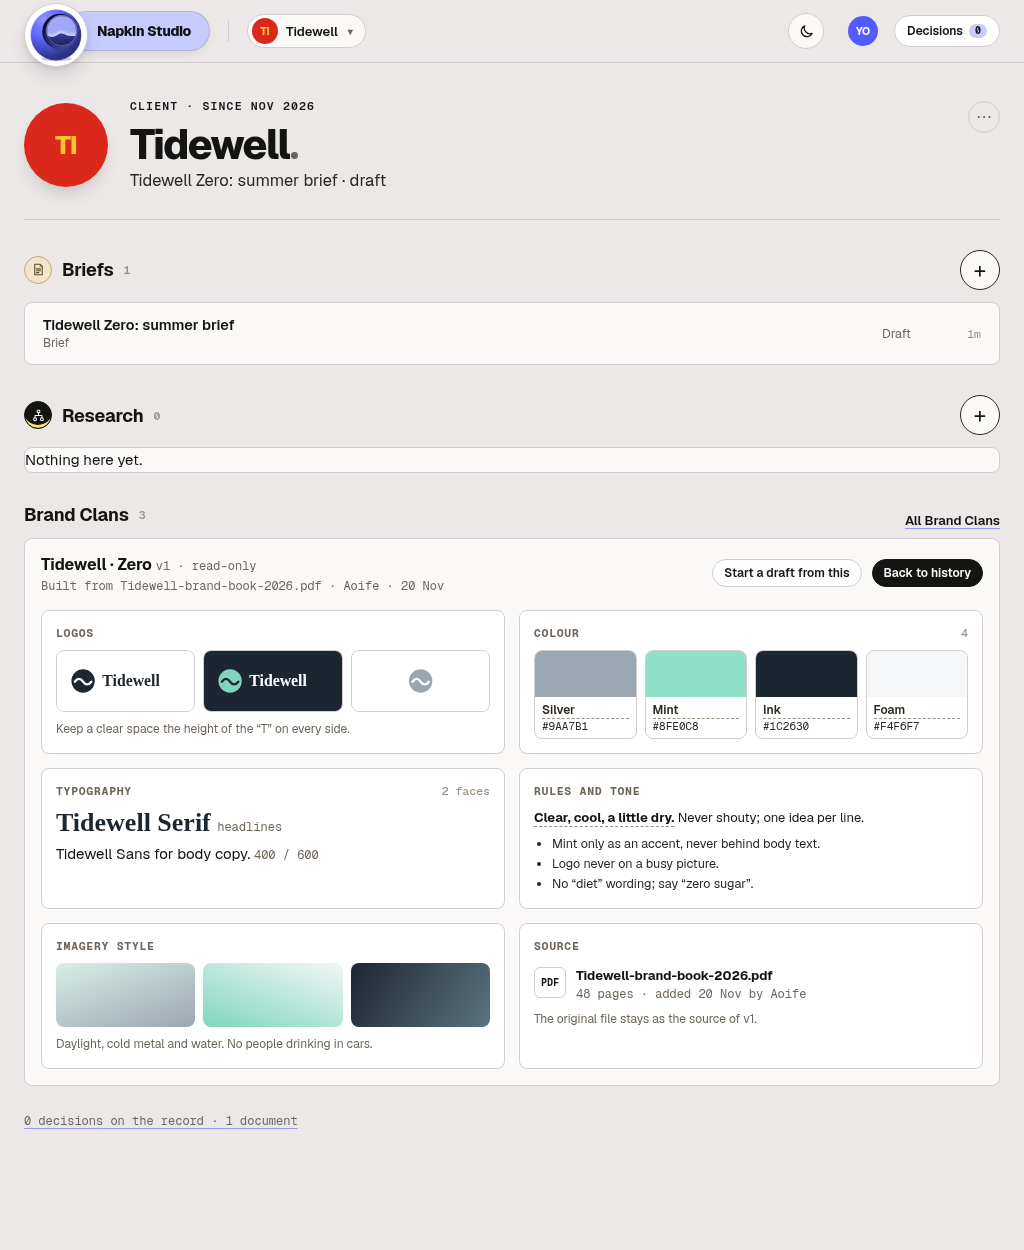 Napkin Studio
TI
Tidewell ▾
YO
Decisions 0
CLIENT · SINCE NOV 2026
TI
Tidewell.
Tidewell Zero: summer brief · draft
Briefs 1
Tidewell Zero: summer brief
Brief
Draft
1m
Research 0
Nothing here yet.
Brand Clans 3
All Brand Clans
Tidewell · Zero v1 · read-only
Built from Tidewell-brand-book-2026.pdf · Aoife · 20 Nov
Start a draft from this
Back to history
LOGOS
Tidewell
Tidewell
Keep a clear space the height of the “T” on every side.
COLOUR 4
Silver
#9AA7B1
Mint
#8FE0C8
Ink
#1C2630
Foam
#F4F6F7
TYPOGRAPHY 2 faces
Tidewell Serif headlines
Tidewell Sans for body copy. 400 / 600
RULES AND TONE
Clear, cool, a little dry. Never shouty; one idea per line.
• Mint only as an accent, never behind body text.
• Logo never on a busy picture.
• No “diet” wording; say “zero sugar”.
IMAGERY STYLE
Daylight, cold metal and water. No people drinking in cars.
SOURCE
PDF
Tidewell-brand-book-2026.pdf
48 pages · added 20 Nov by Aoife
The original file stays as the source of v1.
0 decisions on the record · 1 document